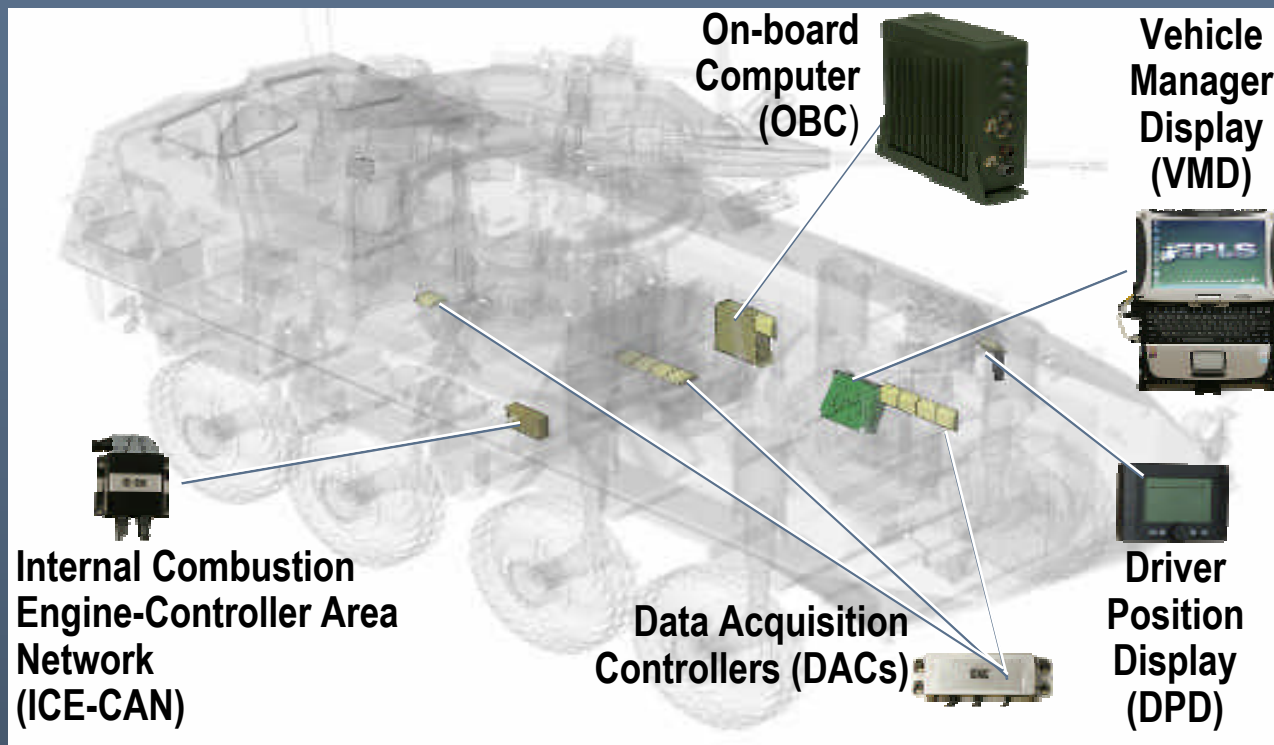 On-board
Computer
(OBC)
Vehicle
Manager
Display
(VMD)
EPLS
Internal Combustion
Engine-Controller Area
Network
(ICE-CAN)
Data Acquisition
Controllers (DACs)
Driver
Position
Display
(DPD)